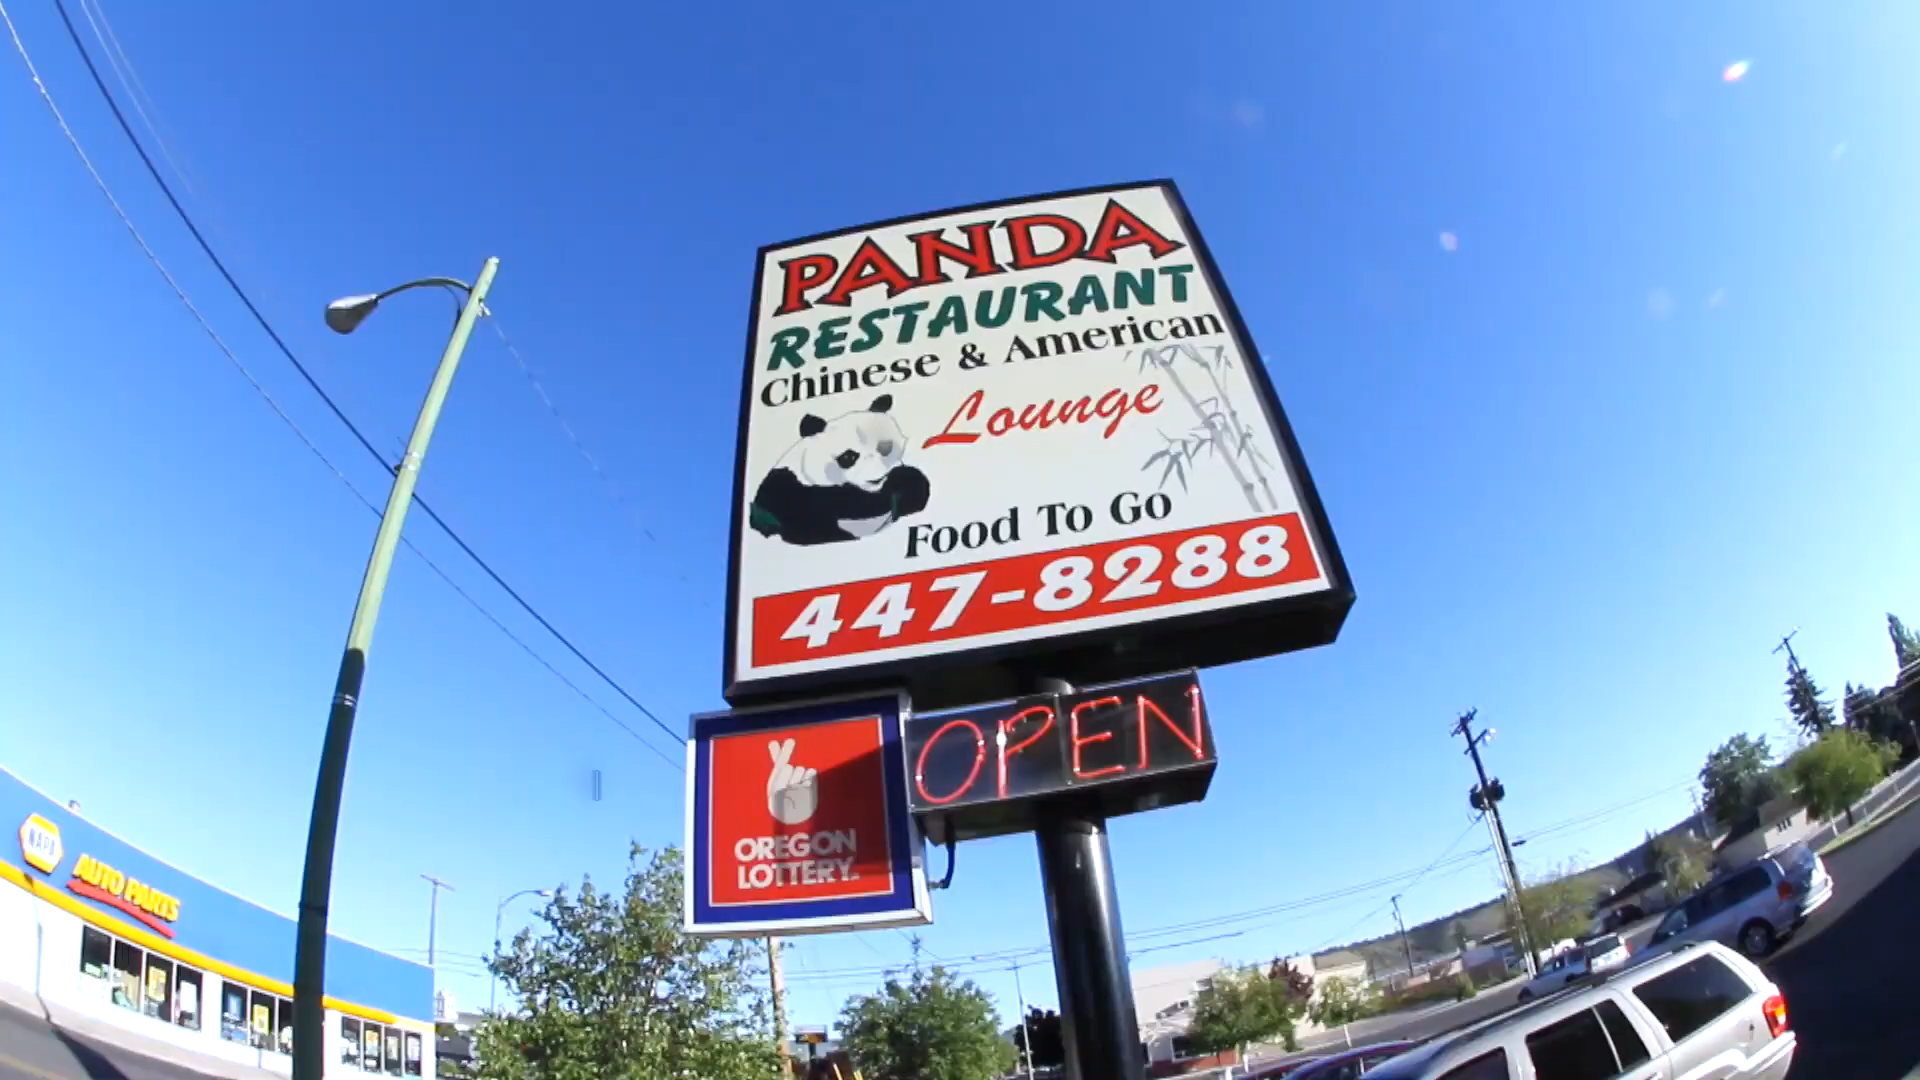 PANDA
RESTAURANT
Chinese & American
Lounge
Food To Go
447-8288
OPEN
OREGON
LOTTERY
NAPA
AUTO PARTS